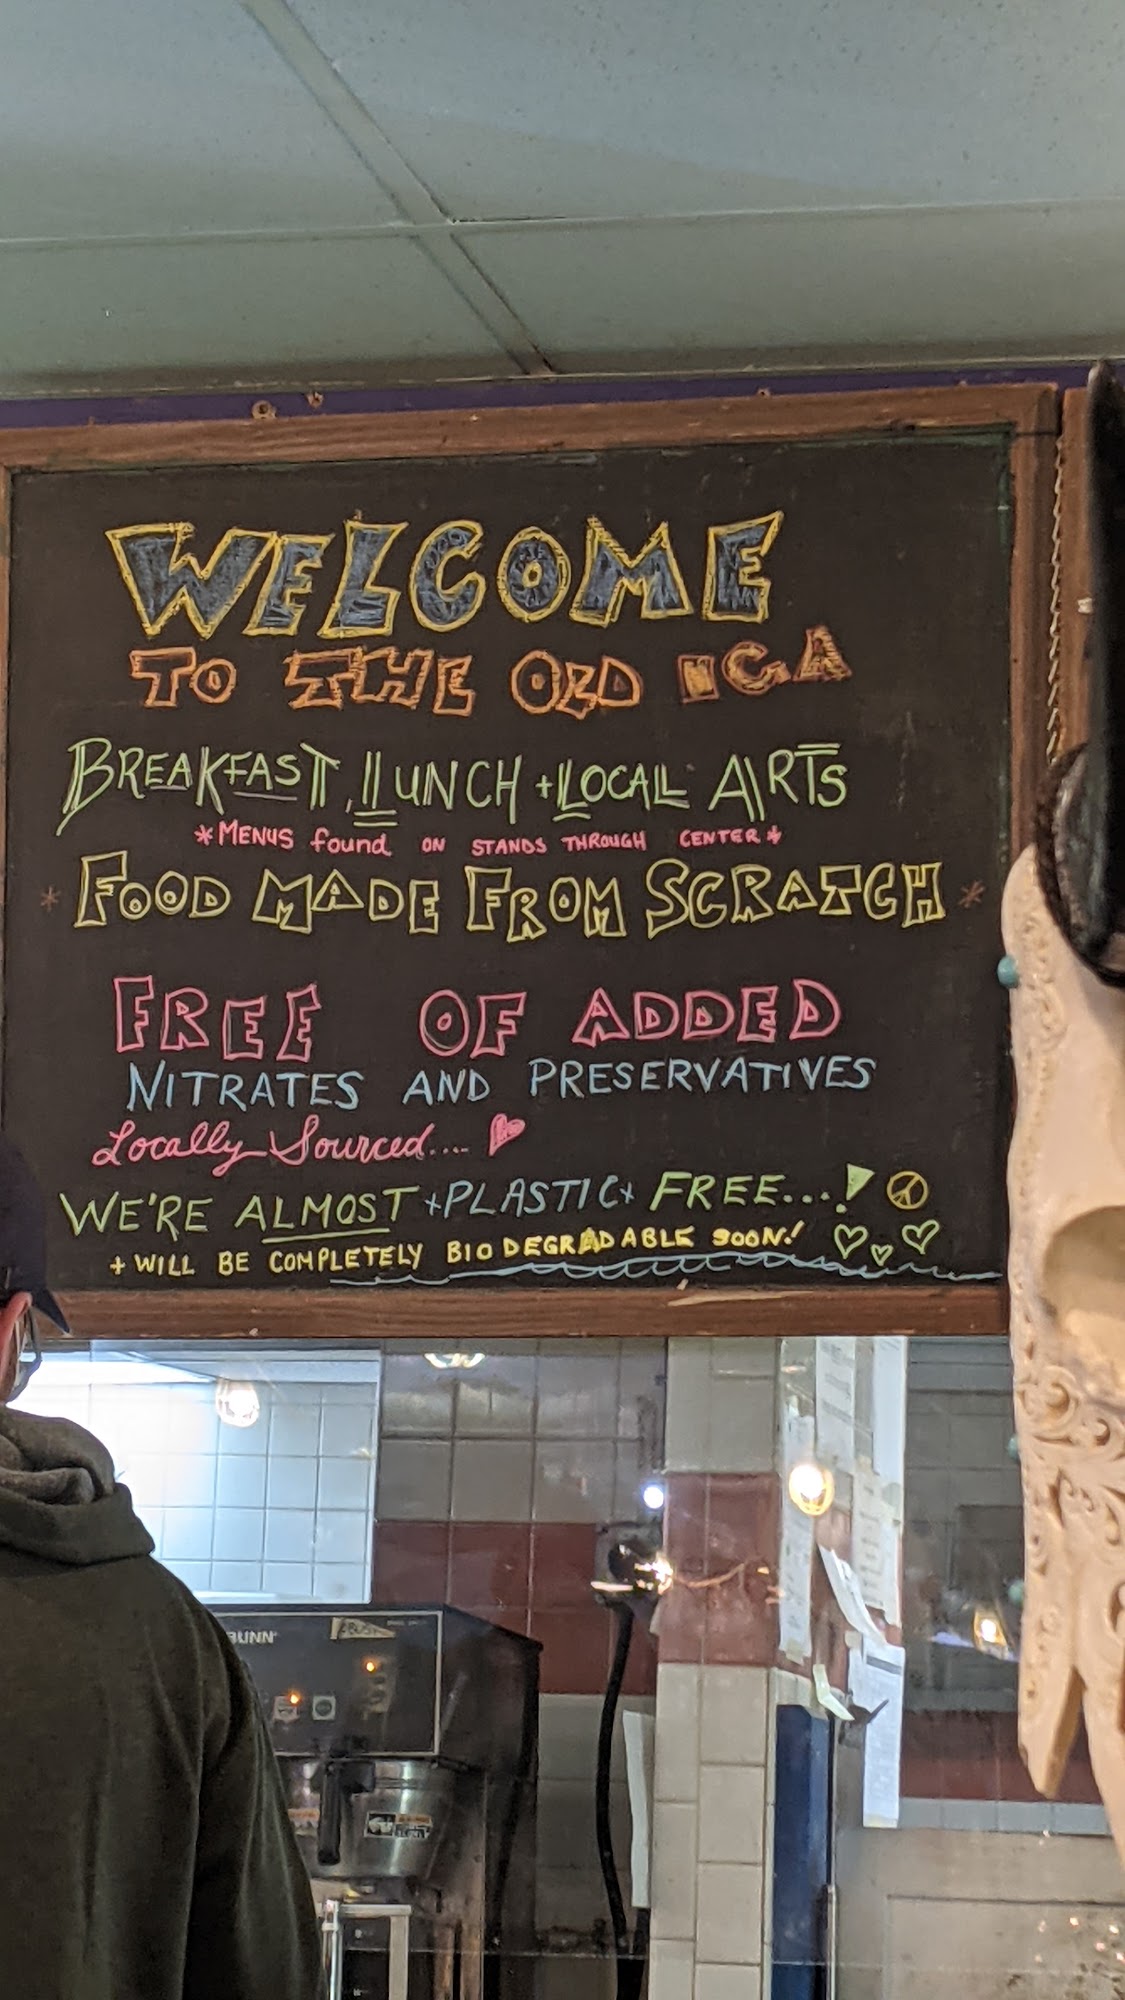 WELCOME
TO THE OLD IGA
BREAKFAST, LUNCH + LOCAL ARTS
*MENUS found ON STANDS THROUGH CENTER*
* FOOD MADE FROM SCRATCH *
FREE OF ADDED
NITRATES AND PRESERVATIVES
Locally Sourced....
WE'RE ALMOST +PLASTIC+ FREE...!
+ WILL BE COMPLETELY BIODEGRADABLE SOON!
BUNN